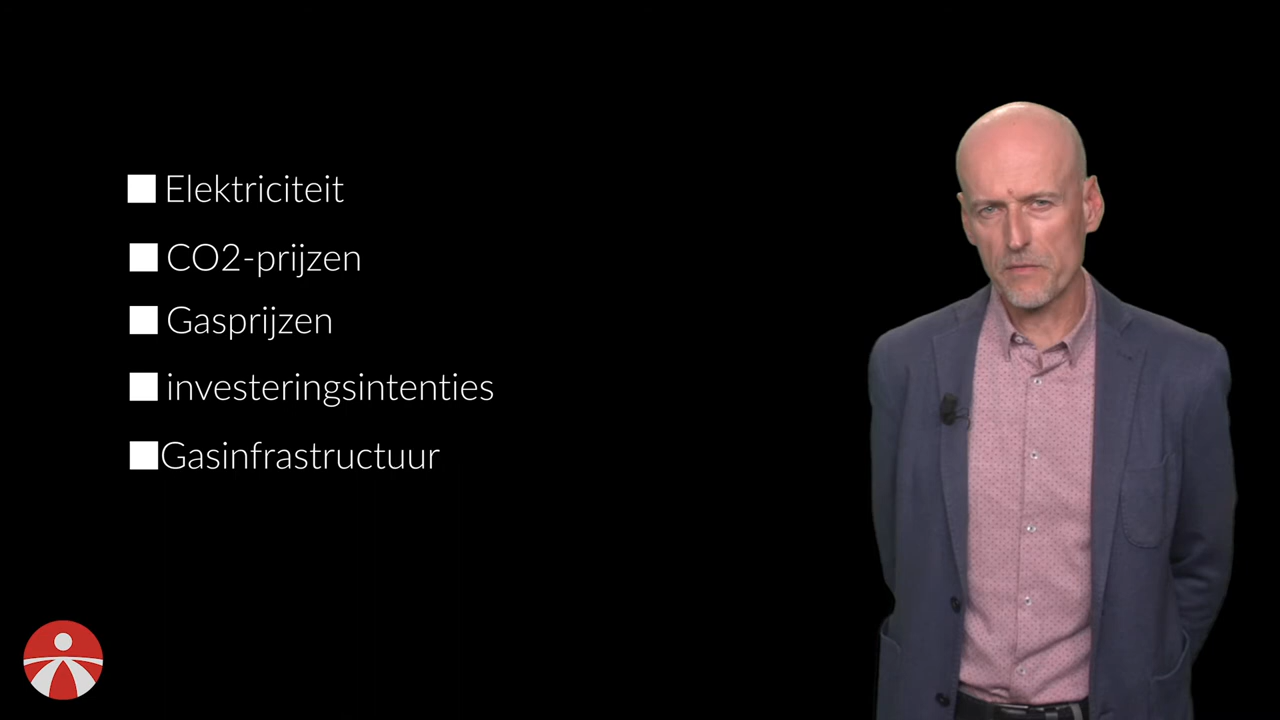 Elektriciteit
CO2-prijzen
Gasprijzen
investeringsintenties
Gasinfrastructuur